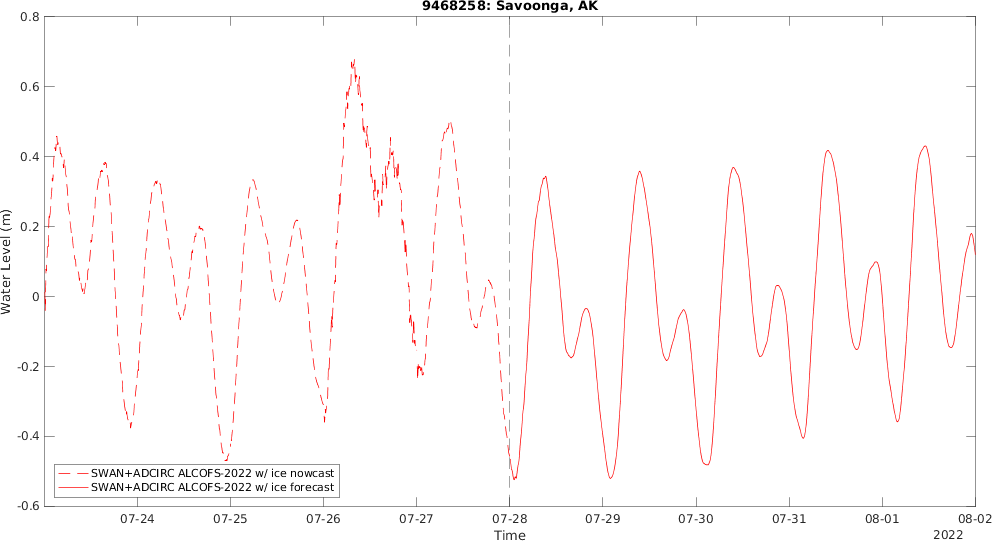 9468258: Savoonga, AK
Water Level (m)
0.8
0.6
0.4
0.2
0
-0.2
-0.4
-0.6
SWAN+ADCIRC ALCOFS-2022 w/ ice nowcast
SWAN+ADCIRC ALCOFS-2022 w/ ice forecast
07-24 07-25 07-26 07-27 07-28 07-29 07-30 07-31 08-01 08-02
Time
2022